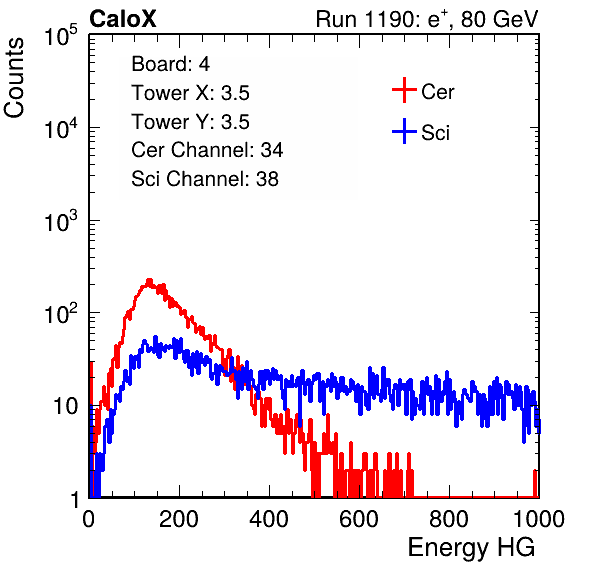 CaloX Run 1190: e⁺, 80 GeV
Counts
Board: 4
Tower X: 3.5
Tower Y: 3.5
Cer Channel: 34
Sci Channel: 38
Cer
Sci
10⁵
10⁴
10³
10²
10
1
0 200 400 600 800 1000
Energy HG